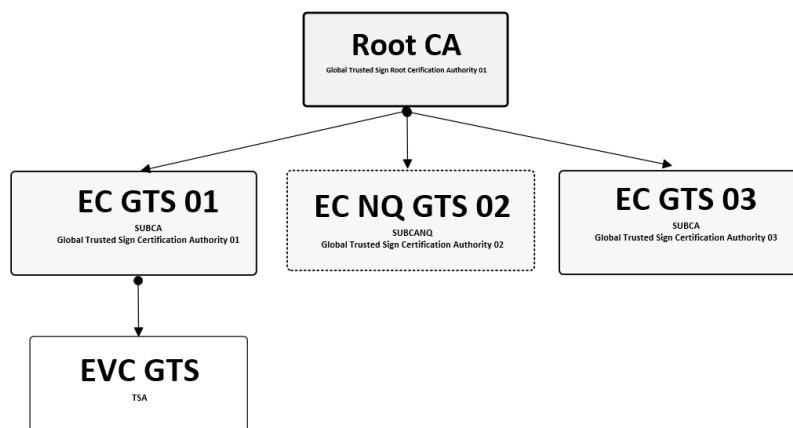 Root CA
Global Trusted Sign Root Cerification Authority 01
EC GTS 01
SUBCA
Global Trusted Sign Certification Authority 01
EC NQ GTS 02
SUBCANQ
Global Trusted Sign Certification Authority 02
EC GTS 03
SUBCA
Global Trusted Sign Certification Authority 03
EVC GTS
TSA